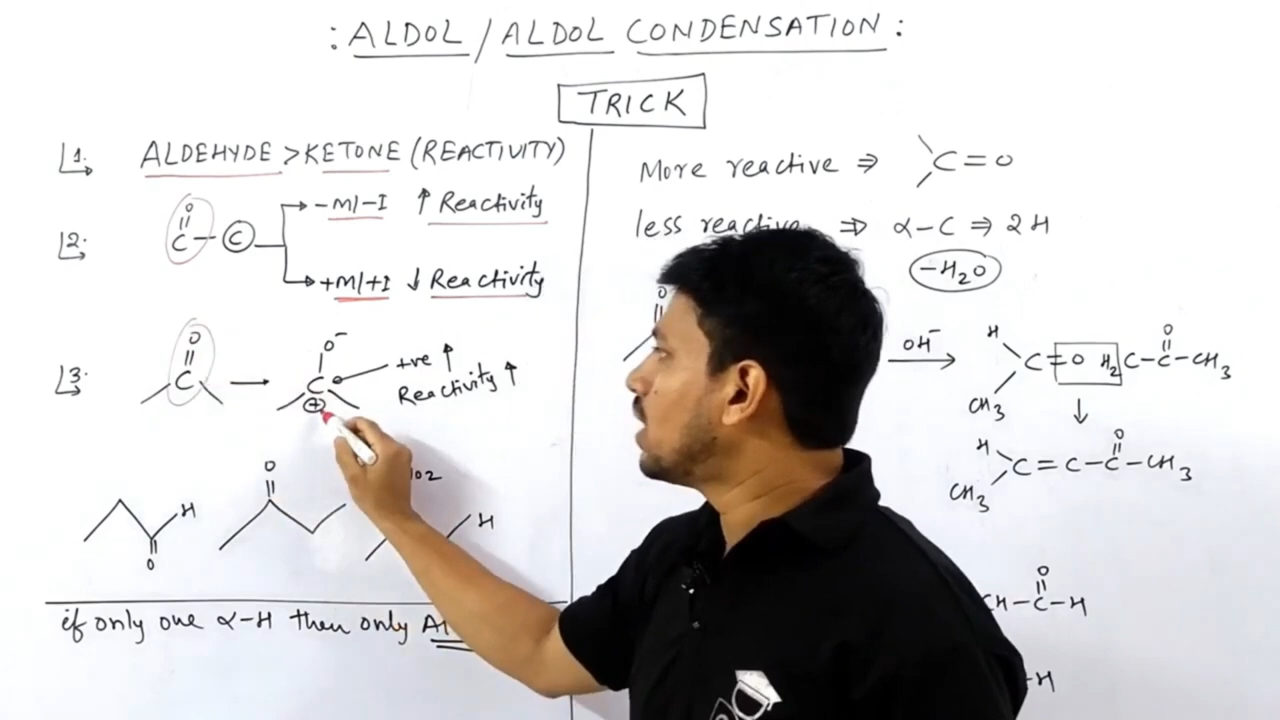 : ALDOL / ALDOL CONDENSATION :
TRICK
1. ALDEHYDE > KETONE (REACTIVITY)
2. O
C – C
-M/-I ↑ Reactivity
+M/+I ↓ Reactivity
3. O
C → C
O⁻
⊕
+ve ↑
Reactivity ↑
O
H
O
H
if only one α-H then only
More reactive ⇒ C=O
less reactive ⇒ α-C ⇒ 2H
-H₂O
O
OH⁻
H
CH₃
C=O H₂C-C-CH₃
O
↓
H
CH₃
C=C-C-CH₃
O
O
CH-C-H
-H